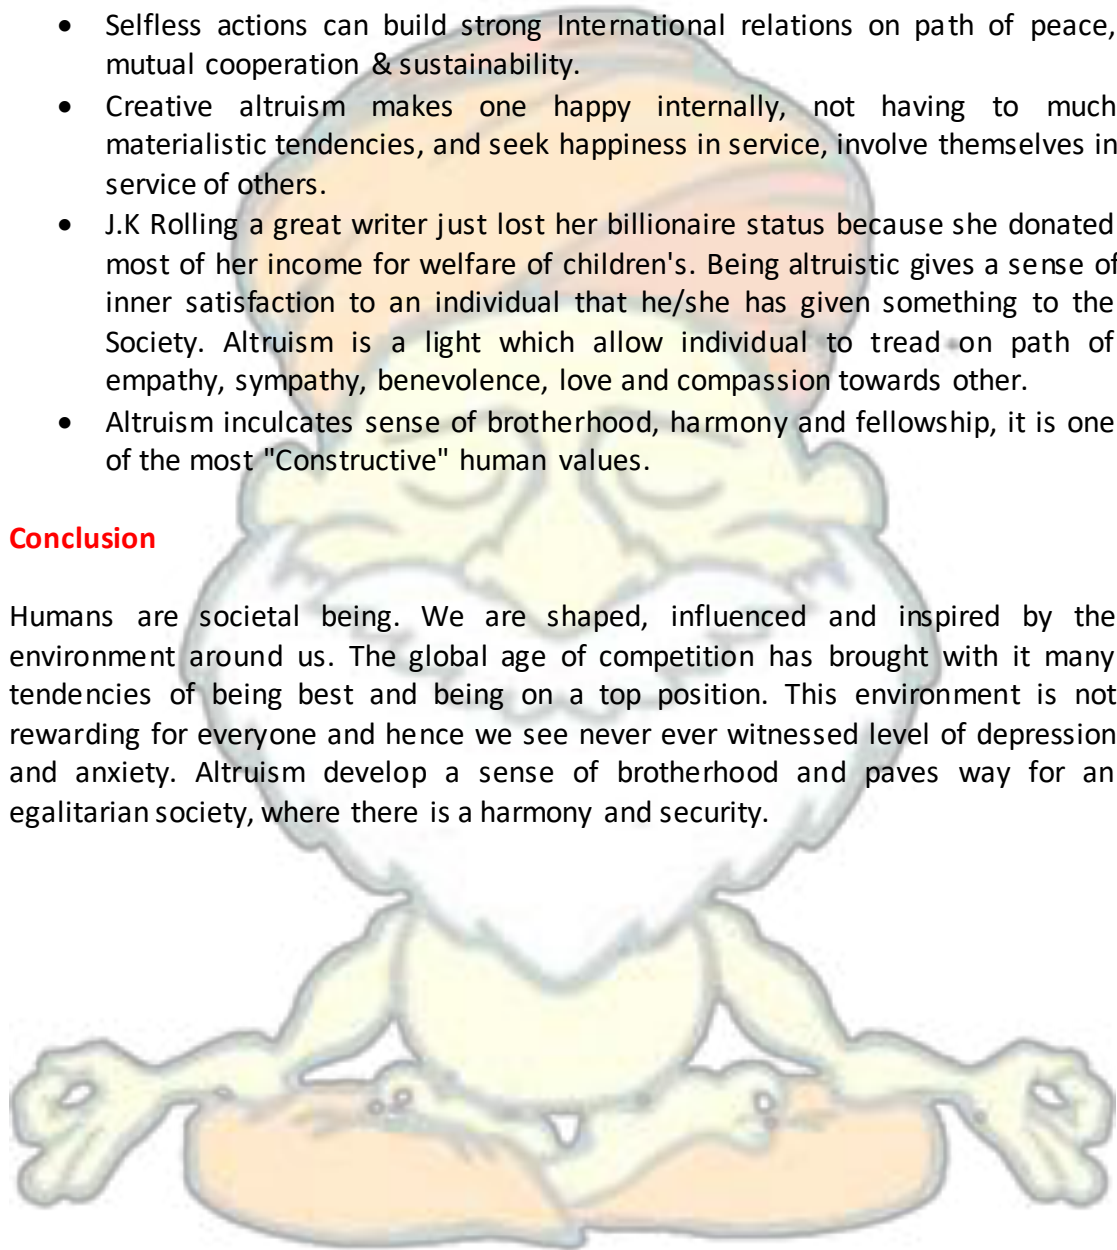 • Selfless actions can build strong International relations on path of peace,
mutual cooperation & sustainability.
• Creative altruism makes one happy internally, not having to much
materialistic tendencies, and seek happiness in service, involve themselves in
service of others.
• J.K Rolling a great writer just lost her billionaire status because she donated
most of her income for welfare of children's. Being altruistic gives a sense of
inner satisfaction to an individual that he/she has given something to the
Society. Altruism is a light which allow individual to tread on path of
empathy, sympathy, benevolence, love and compassion towards other.
• Altruism inculcates sense of brotherhood, harmony and fellowship, it is one
of the most "Constructive" human values.
Conclusion
Humans are societal being. We are shaped, influenced and inspired by the
environment around us. The global age of competition has brought with it many
tendencies of being best and being on a top position. This environment is not
rewarding for everyone and hence we see never ever witnessed level of depression
and anxiety. Altruism develop a sense of brotherhood and paves way for an
egalitarian society, where there is a harmony and security.